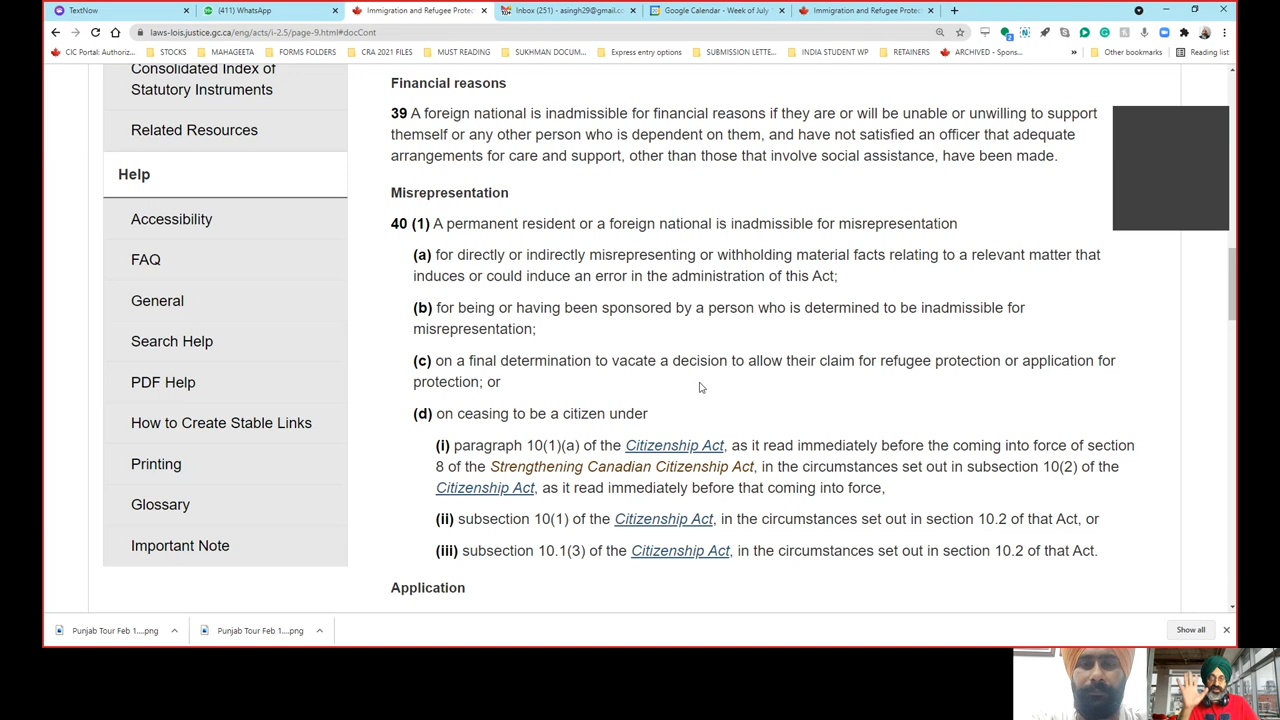 TextNow
(411) WhatsApp
Immigration and Refugee Protec
Inbox (251) - asingh29@gmail.co
Google Calendar - Week of July
Immigration and Refugee Protec
laws-lois.justice.gc.ca/eng/acts/i-2.5/page-9.html#docCont
CIC Portal: Authoriz...
STOCKS
MAHAGEETA
FORMS FEILDERS
CRA 2021 FILES
MUST READING
SUKHMAN DOCUM...
Express entry options
SUBMISSION LETTE...
INDIA STUDENT WP
RETAINERS
ARCHIVED - Spons...
»
Other bookmarks
Reading list
Consolidated Index of
Statutory Instruments
Related Resources
Help
Accessibility
FAQ
General
Search Help
PDF Help
How to Create Stable Links
Printing
Glossary
Important Note
Financial reasons
39 A foreign national is inadmissible for financial reasons if they are or will be unable or unwilling to support
themself or any other person who is dependent on them, and have not satisfied an officer that adequate
arrangements for care and support, other than those that involve social assistance, have been made.
Misrepresentation
40 (1) A permanent resident or a foreign national is inadmissible for misrepresentation
(a) for directly or indirectly misrepresenting or withholding material facts relating to a relevant matter that
induces or could induce an error in the administration of this Act;
(b) for being or having been sponsored by a person who is determined to be inadmissible for
misrepresentation;
(c) on a final determination to vacate a decision to allow their claim for refugee protection or application for
protection; or
(d) on ceasing to be a citizen under
(i) paragraph 10(1)(a) of the Citizenship Act, as it read immediately before the coming into force of section
8 of the Strengthening Canadian Citizenship Act, in the circumstances set out in subsection 10(2) of the
Citizenship Act, as it read immediately before that coming into force,
(ii) subsection 10(1) of the Citizenship Act, in the circumstances set out in section 10.2 of that Act, or
(iii) subsection 10.1(3) of the Citizenship Act, in the circumstances set out in section 10.2 of that Act.
Application
Punjab Tour Feb 1....png
Punjab Tour Feb 1....png
Show all